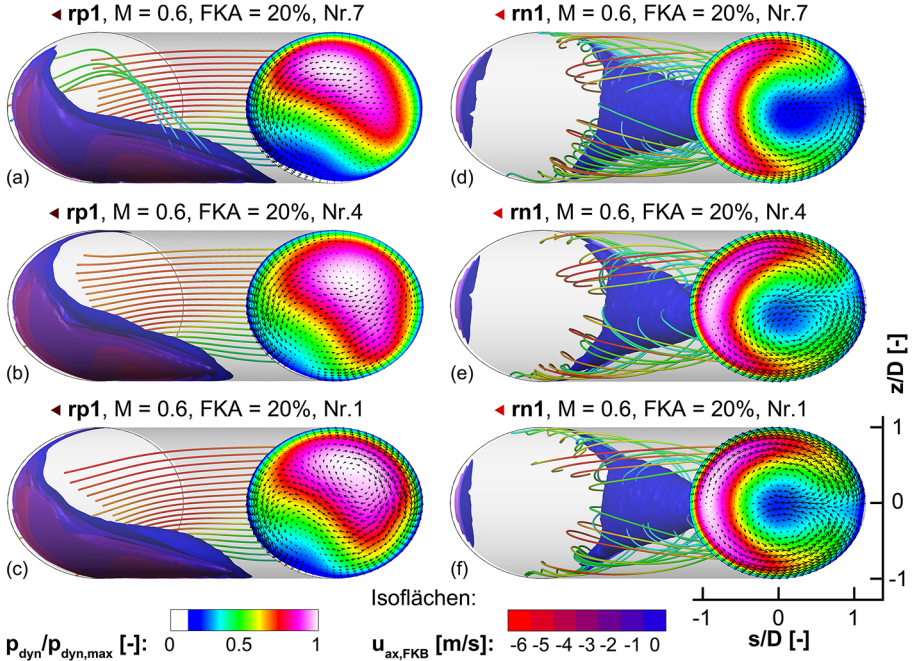 rp1, M = 0.6, FKA = 20%, Nr.7
(a)
rn1, M = 0.6, FKA = 20%, Nr.7
(d)
rp1, M = 0.6, FKA = 20%, Nr.4
(b)
rn1, M = 0.6, FKA = 20%, Nr.4
(e)
rp1, M = 0.6, FKA = 20%, Nr.1
(c)
rn1, M = 0.6, FKA = 20%, Nr.1
(f)
z/D [-]
1
0
-1
-1 0 1
s/D [-]
Isoflächen:
pdyn/pdyn,max [-]:
0 0.5 1
uax,FKB [m/s]:
-6 -5 -4 -3 -2 -1 0